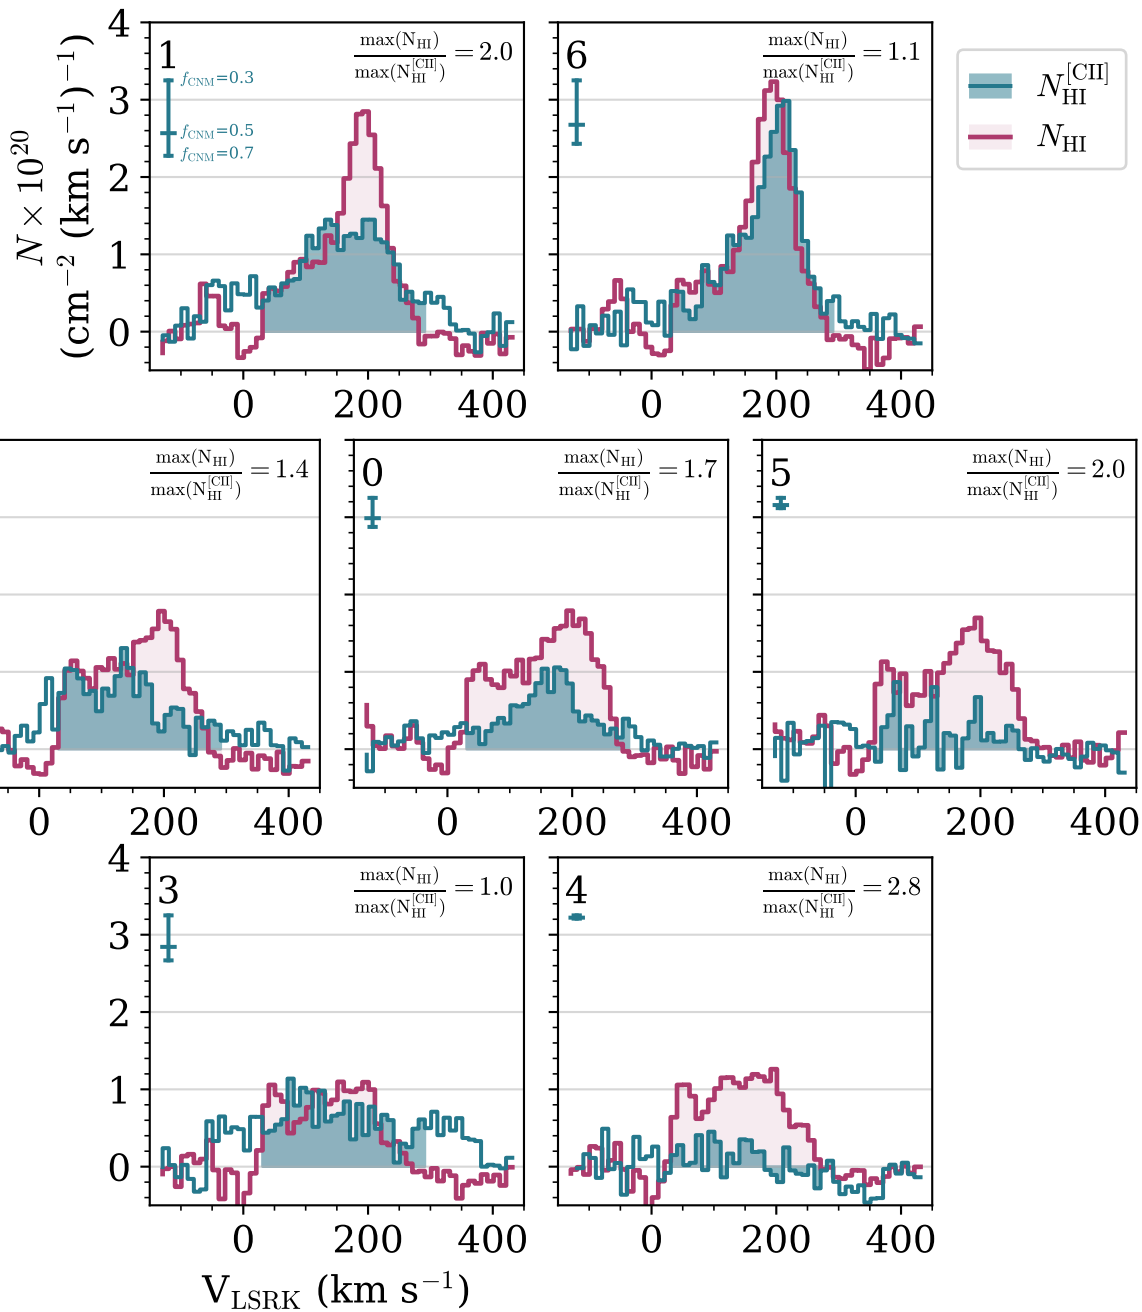 4
3
2
1
0
N × 10²⁰
(cm⁻² (km s⁻¹)⁻¹)
1
f_CNM=0.3
f_CNM=0.5
f_CNM=0.7
max(N_HI)
max(N_HI^[CII]) = 2.0
0 200 400
6
max(N_HI)
max(N_HI^[CII]) = 1.1
0 200 400
N_HI^[CII]
N_HI
max(N_HI)
max(N_HI^[CII]) = 1.4
0 200 400
0
max(N_HI)
max(N_HI^[CII]) = 1.7
0 200 400
5
max(N_HI)
max(N_HI^[CII]) = 2.0
0 200 400
4
3
2
1
0
3
max(N_HI)
max(N_HI^[CII]) = 1.0
0 200 400
V_LSRK (km s⁻¹)
4
max(N_HI)
max(N_HI^[CII]) = 2.8
0 200 400